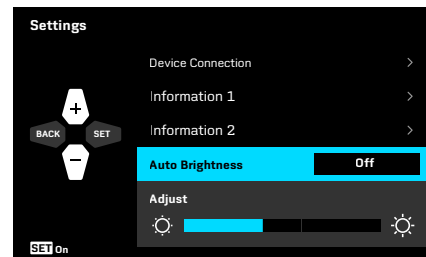 Settings
Device Connection
Information 1
+
BACK SET
Information 2
−
Auto Brightness Off
Adjust
SET On